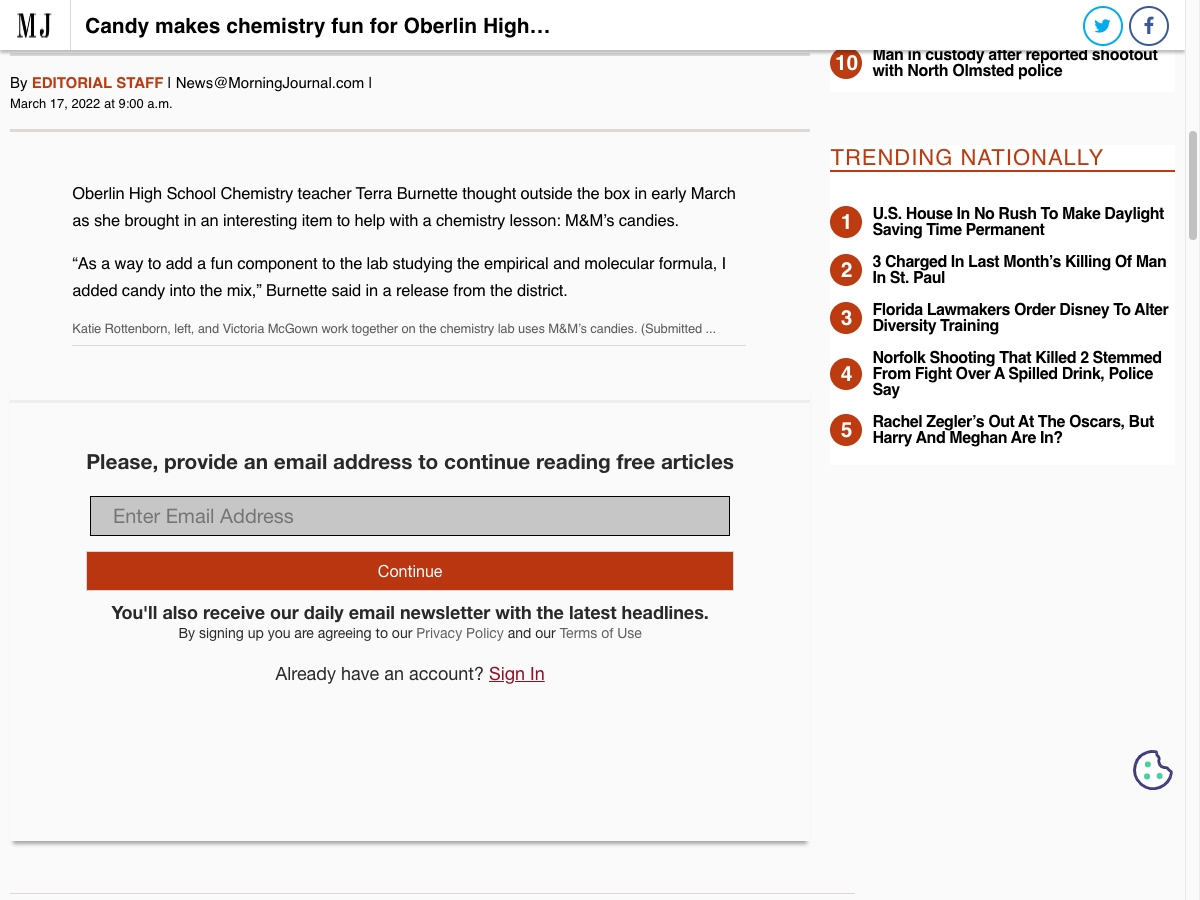 MJ
Candy makes chemistry fun for Oberlin High…
By EDITORIAL STAFF | News@MorningJournal.com |
March 17, 2022 at 9:00 a.m.
Oberlin High School Chemistry teacher Terra Burnette thought outside the box in early March
as she brought in an interesting item to help with a chemistry lesson: M&M’s candies.
“As a way to add a fun component to the lab studying the empirical and molecular formula, I
added candy into the mix,” Burnette said in a release from the district.
Katie Rottenborn, left, and Victoria McGown work together on the chemistry lab uses M&M’s candies. (Submitted ...
Please, provide an email address to continue reading free articles
Enter Email Address
Continue
You'll also receive our daily email newsletter with the latest headlines.
By signing up you are agreeing to our Privacy Policy and our Terms of Use
Already have an account? Sign In
10
Man in custody after reported shootout
with North Olmsted police
TRENDING NATIONALLY
1
U.S. House In No Rush To Make Daylight
Saving Time Permanent
2
3 Charged In Last Month’s Killing Of Man
In St. Paul
3
Florida Lawmakers Order Disney To Alter
Diversity Training
4
Norfolk Shooting That Killed 2 Stemmed
From Fight Over A Spilled Drink, Police
Say
5
Rachel Zegler’s Out At The Oscars, But
Harry And Meghan Are In?